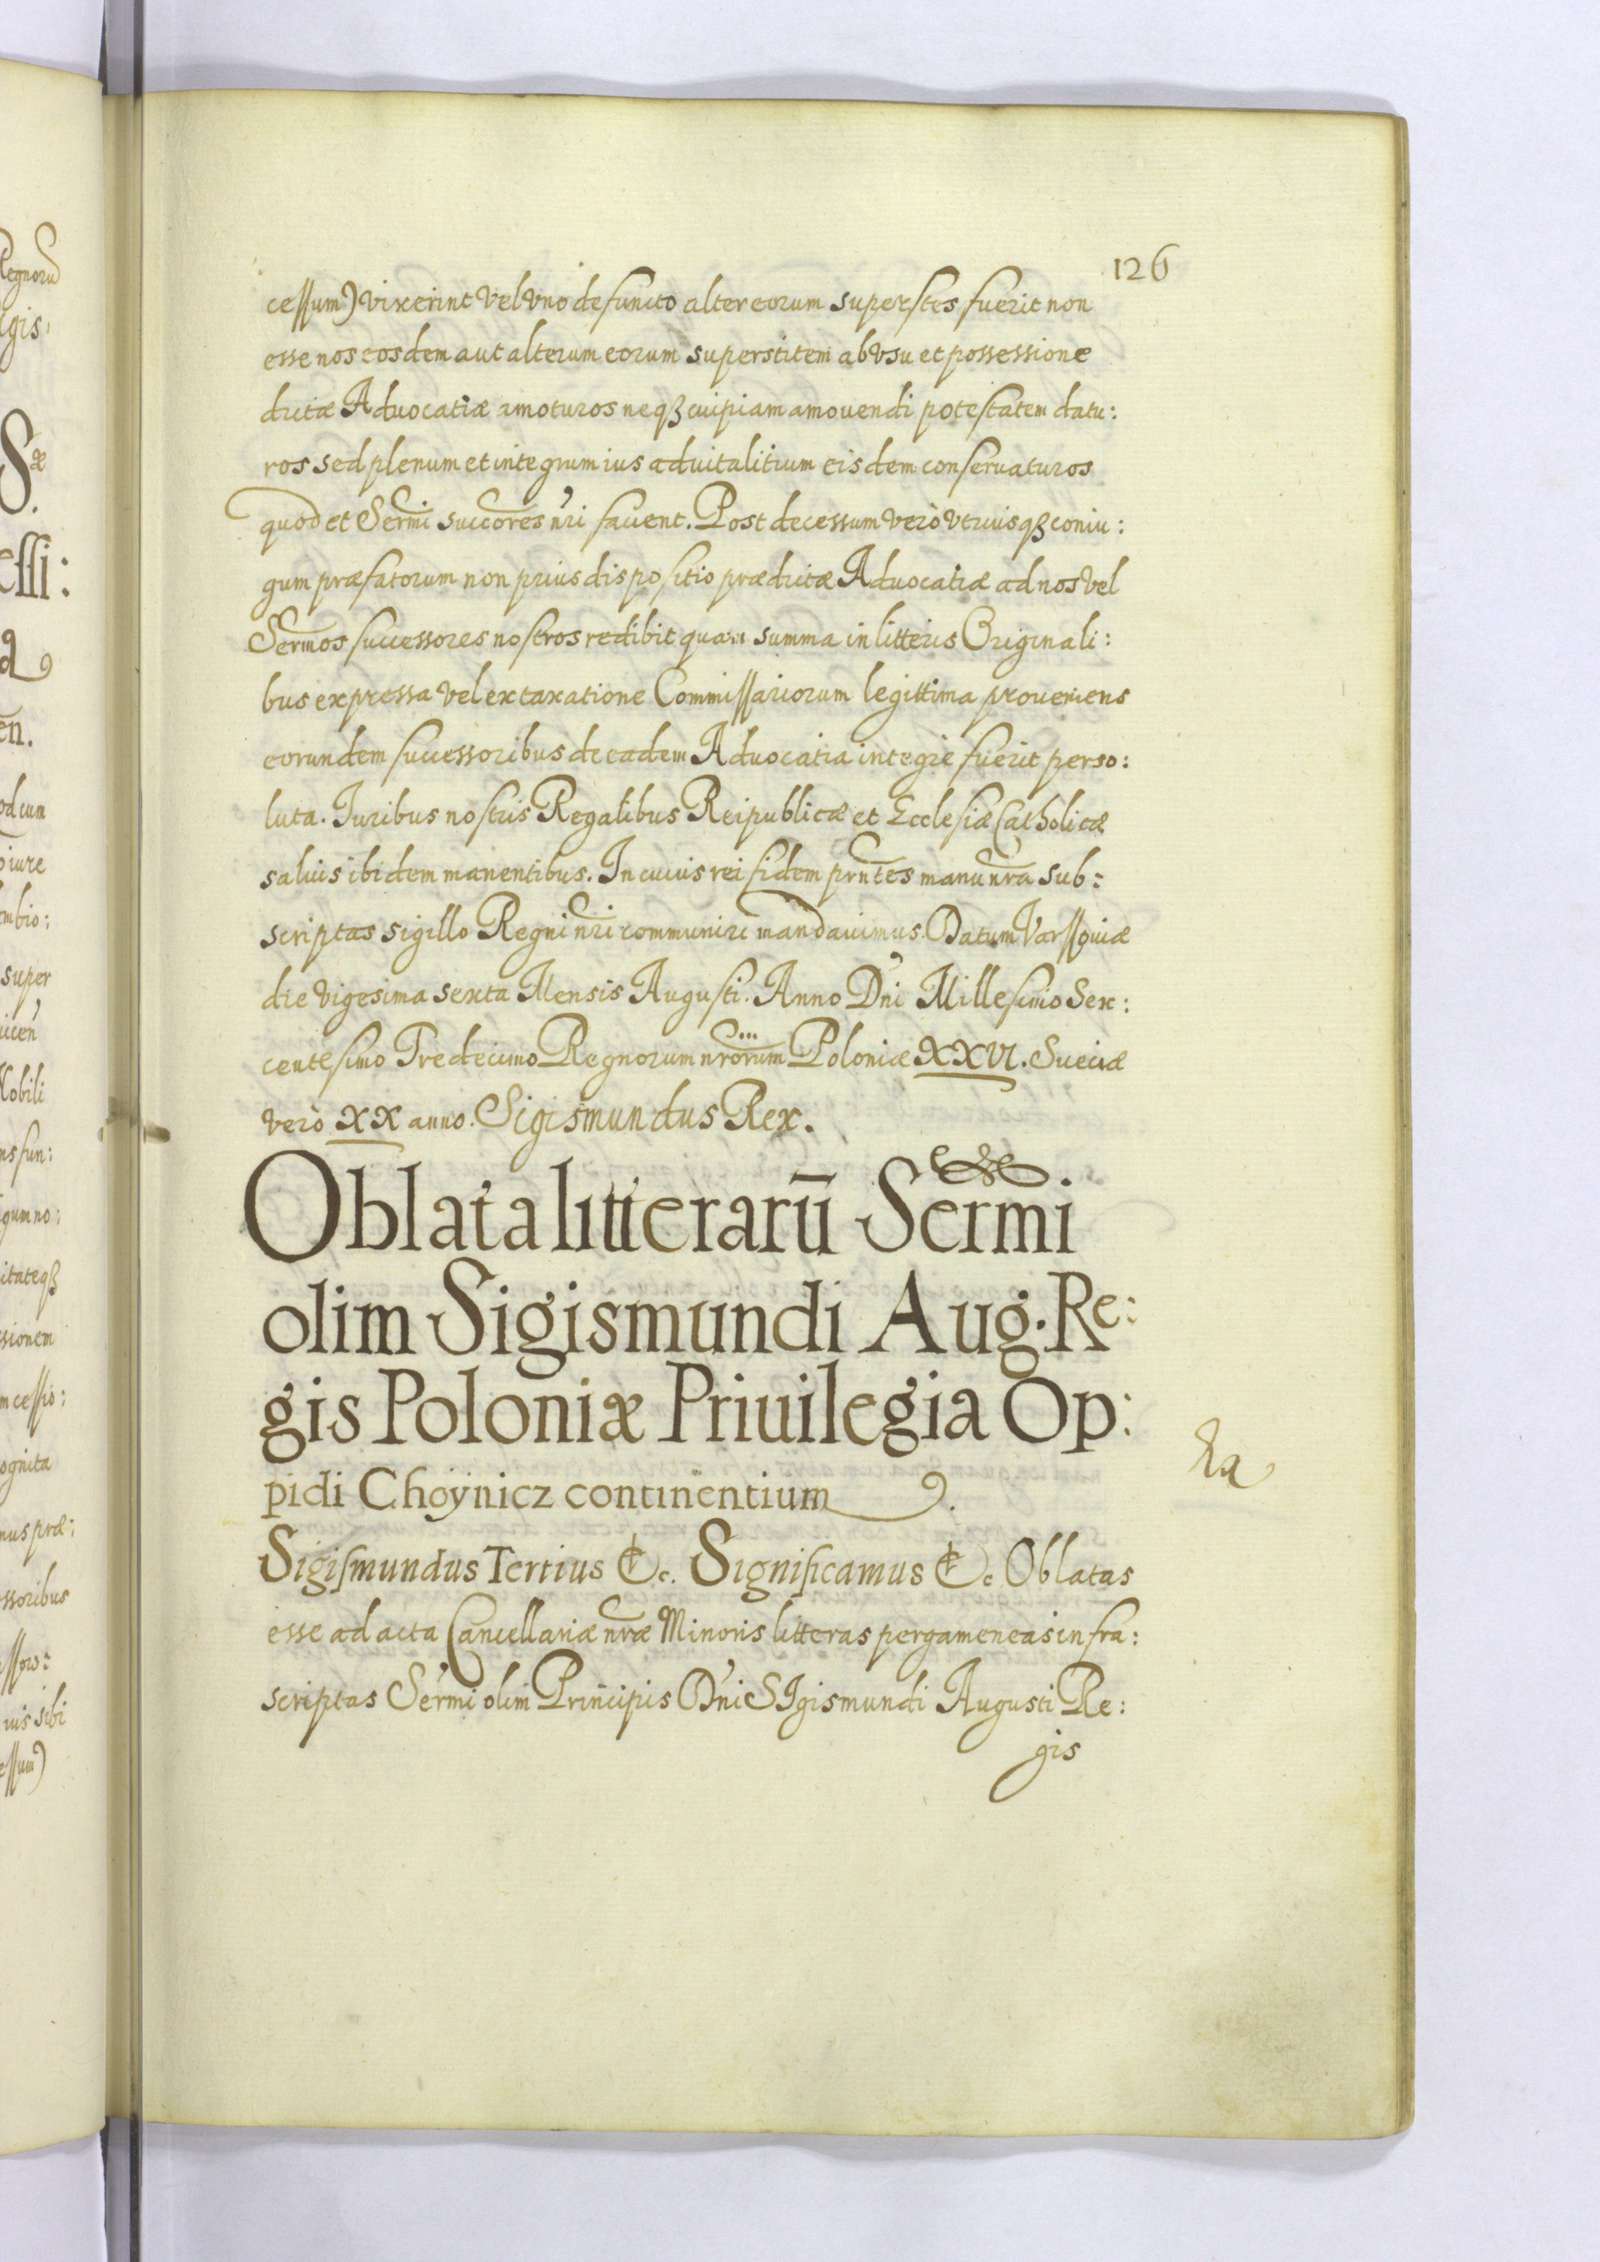 126
cessum) vixerint vel vno defuncto alter eorum superstes fuerit non
esse nos eosdem aut alterum eorum superstitem ab vsu et possessione
dictæ Aduocatiæ amoturos neqꝫ cuipiam amouendi potestatem datu:
ros sed plenum et integrum ius aduitalitium eisdem conseruaturos
quod et Sermi succores nri facient. Post decessum verò vtriusqꝫ coniu:
gum præfatorum non prius dispositio prædictæ Aduocatiæ ad nos vel
Sermos successores nostros redibit quam summa in litteris Originali:
bus expressa vel ex taxatione Commissariorum legittima proueniens
eorundem successoribus de eadem Aduocatia integrè fuerit perso:
luta. Iuribus nostris Regalibus Reipublicæ et Ecclesiæ Catholicæ
saluis ibidem manentibus. In cuius rei fidem prntes manu nra sub:
scriptas sigillo Regni nri communiri mandauimus. Datum Varssouiæ
die vigesima sexta Mensis Augusti. Anno Dni Millesimo Sex:
centesimo Tredecimo Regnorum nrorum Poloniæ XXVI. Sueciæ
verò XX anno. Sigismundus Rex.
Oblata litterarū Sermi
olim Sigismundi Aug. Re:
gis Poloniæ Priuilegia Op:
pidi Choynicz continentium
Sigismundus Tertius &c. Significamus &c Oblatas
esse ad acta Cancellariæ nræ Minoris litteras pergameneas infra:
scriptas Sermi olim Principis Dni SIgismundi Augusti Re:
gis